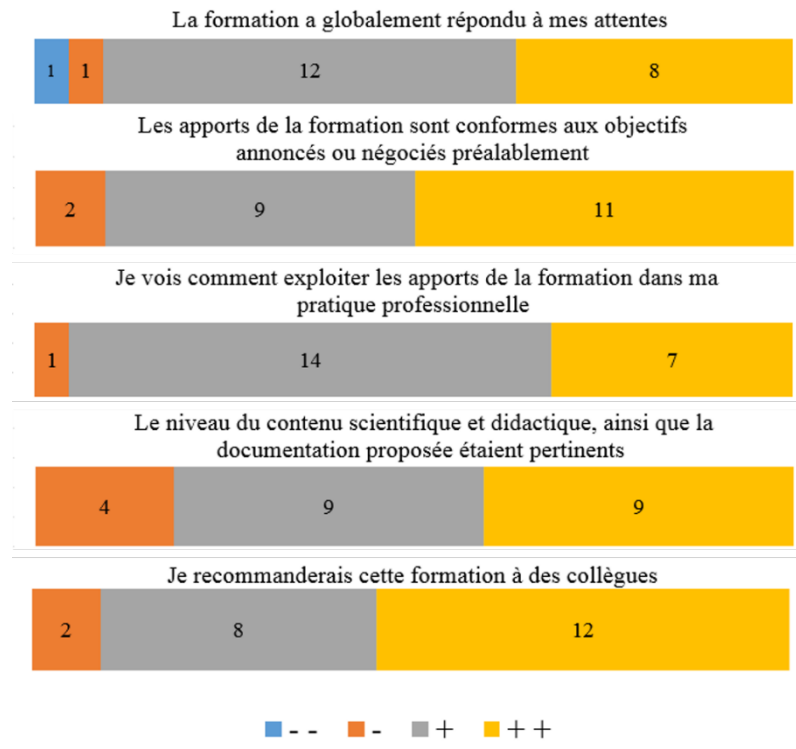 La formation a globalement répondu à mes attentes
1 1 12 8
Les apports de la formation sont conformes aux objectifs
annoncés ou négociés préalablement
2 9 11
Je vois comment exploiter les apports de la formation dans ma
pratique professionnelle
1 14 7
Le niveau du contenu scientifique et didactique, ainsi que la
documentation proposée étaient pertinents
4 9 9
Je recommanderais cette formation à des collègues
2 8 12
- - - + + +